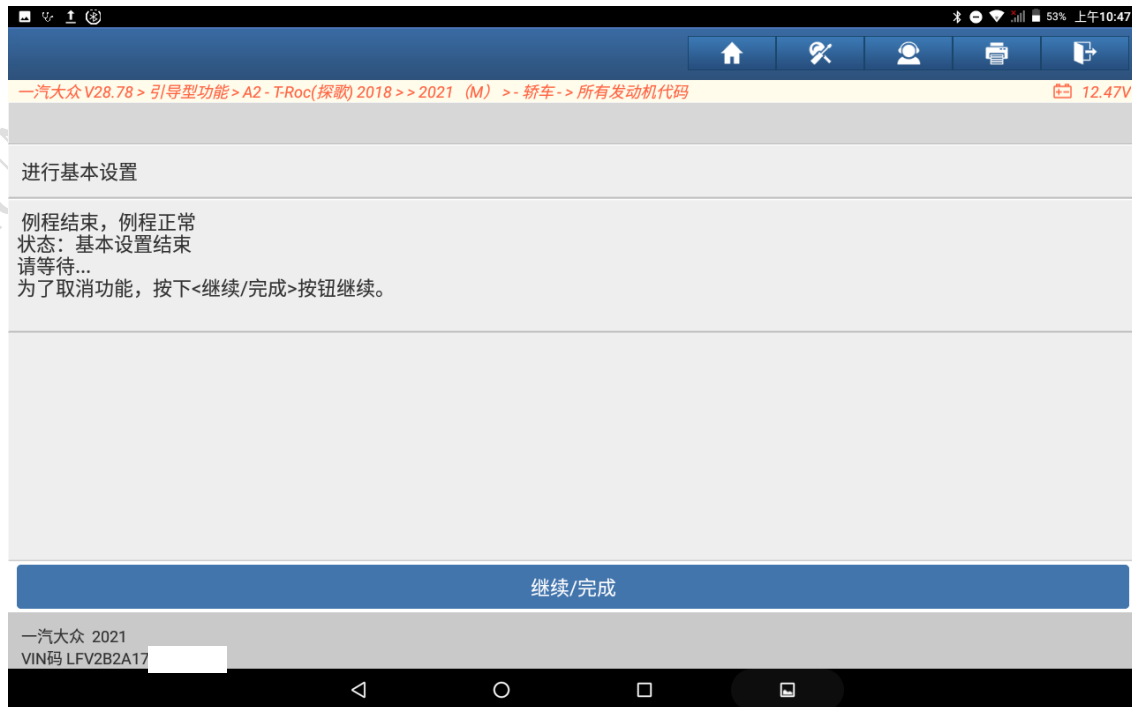 53% 上午10:47
一汽大众 V28.78 > 引导型功能 > A2 - T-Roc(探歌) 2018 > > 2021（M） > - 轿车 - > 所有发动机代码 12.47V
进行基本设置
例程结束，例程正常
状态：基本设置结束
请等待...
为了取消功能，按下<继续/完成>按钮继续。
继续/完成
一汽大众 2021
VIN码 LFV2B2A17